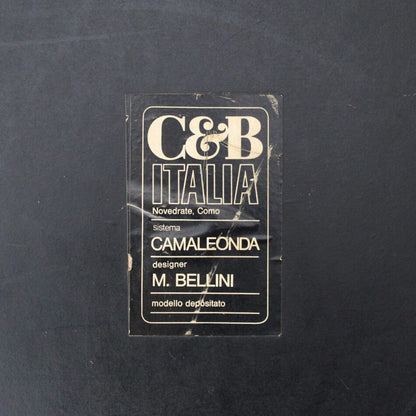 C&B
ITALIA
Novedrate, Como
sistema
CAMALEONDA
designer
M. BELLINI
modello depositato